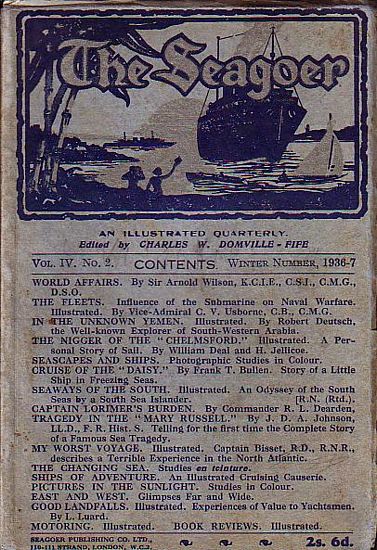 The Seagoer
AN ILLUSTRATED QUARTERLY.
Edited by CHARLES W. DOMVILLE-FIFE
VOL. IV. No. 2. CONTENTS. WINTER NUMBER, 1936-7
WORLD AFFAIRS. By Sir Arnold Wilson, K.C.I.E., C.S.I., C.M.G.,
D.S.O.
THE FLEETS. Influence of the Submarine on Naval Warfare.
Illustrated. By Vice-Admiral C. V. Usborne, C.B., C.M.G.
IN THE UNKNOWN YEMEN. Illustrated. By Robert Deutsch,
the Well-known Explorer of South-Western Arabia.
THE NIGGER OF THE "CHELMSFORD." Illustrated. A Per-
sonal Story of Sail. By William Deal and H. Jellicoe.
SEASCAPES AND SHIPS. Photographic Studies in Colour.
CRUISE OF THE "DAISY." By Frank T. Bullen. Story of a Little
Ship in Freezing Seas.
SEAWAYS OF THE SOUTH. Illustrated. An Odyssey of the South
Seas by a South Sea Islander. [R.N. (Rtd.).
CAPTAIN LORIMER'S BURDEN. By Commander R. L. Dearden,
TRAGEDY IN THE "MARY RUSSELL." By J. D. A. Johnson,
LL.D., F.R. Hist. S. Telling for the first time the Complete Story
of a Famous Sea Tragedy.
MY WORST VOYAGE. Illustrated. Captain Bisset, R.D., R.N.R.,
describes a Terrible Experience in the North Atlantic.
THE CHANGING SEA. Studies en teinture.
SHIPS OF ADVENTURE. An Illustrated Cruising Causerie.
PICTURES IN THE SUNLIGHT. Studies in Colour.
EAST AND WEST. Glimpses Far and Wide.
GOOD LANDFALLS. Illustrated. Experiences of Value to Yachtsmen.
By L. Luard.
MOTORING. Illustrated. BOOK REVIEWS. Illustrated.
SEAGOER PUBLISHING CO. LTD.,
110-111 STRAND, LONDON, W.C.2. 2s. 6d.